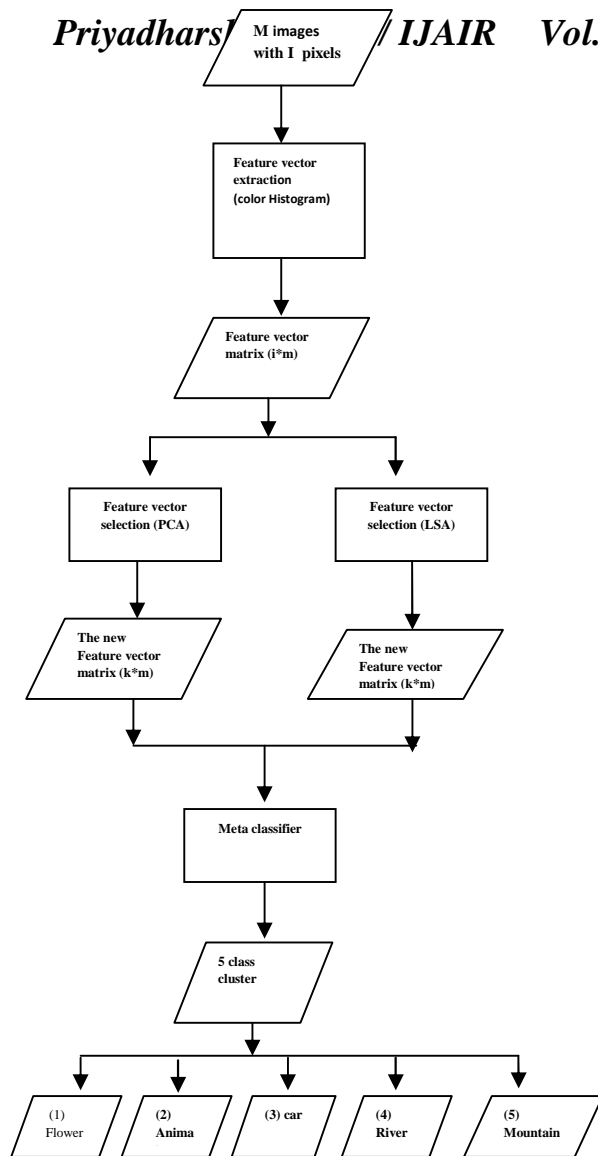 / IJAIR Vol.
M images
with I pixels
Feature vector
extraction
(color Histogram)
Feature vector
matrix (i*m)
Feature vector
selection (PCA)
Feature vector
selection (LSA)
The new
Feature vector
matrix (k*m)
The new
Feature vector
matrix (k*m)
Meta classifier
5 class
cluster
(1)
Flower
(2)
Anima
(3) car
(4)
River
(5)
Mountain